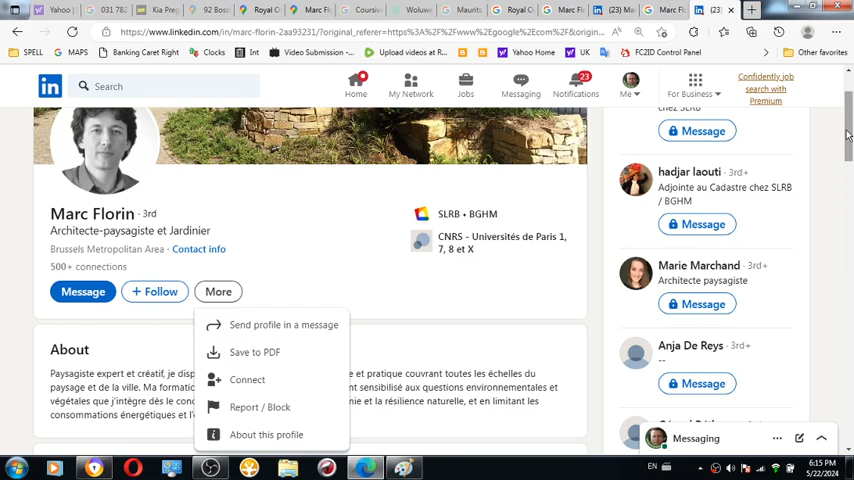 Yahoo
031 782
Kia Preg
92 Boss
Royal O
Marc Fl
Coursiv
Woluwe
Maurits
Royal O
Marc Fl
(23) Ma
Marc Fl
(23)
https://www.linkedin.com/in/marc-florin-2aa93231/?original_referer=https%3A%2F%2Fwww%2Egoogle%2Ecom%2F&origin...
SPELL
MAPS
Banking Caret Right
Clocks
Int
Video Submission -...
Upload videos at R...
Yahoo Home
UK
FC2ID Control Panel
Other favorites
in
Search
Home
My Network
Jobs
Messaging
23
Notifications
Me
For Business
Confidently job
search with
Premium
chez SLRB
Message
Marc Florin · 3rd
Architecte-paysagiste et Jardinier
Brussels Metropolitan Area · Contact info
500+ connections
SLRB • BGHM
CNRS - Universités de Paris 1,
7, 8 et X
Message
+ Follow
More
Send profile in a message
Save to PDF
Connect
Report / Block
About this profile
About
Paysagiste expert et créatif, je disp
e et pratique couvrant toutes les échelles du
paysage et de la ville. Ma formatio
nt sensibilisé aux questions environnementales et
végétales que j'intègre dès le conc
nie et la résilience naturelle, et en limitant les
consommations énergétiques et l'
hadjar laouti · 3rd+
Adjointe au Cadastre chez SLRB
/ BGHM
Message
Marie Marchand · 3rd+
Architecte paysagiste
Message
Anja De Reys · 3rd+
--
Message
Messaging
EN
6:15 PM
5/22/2024